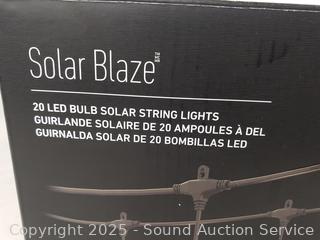 Solar Blaze™
20 LED BULB SOLAR STRING LIGHTS
GUIRLANDE SOLAIRE DE 20 AMPOULES À DEL
GUIRNALDA SOLAR DE 20 BOMBILLAS LED
Copyright 2025 - Sound Auction Service